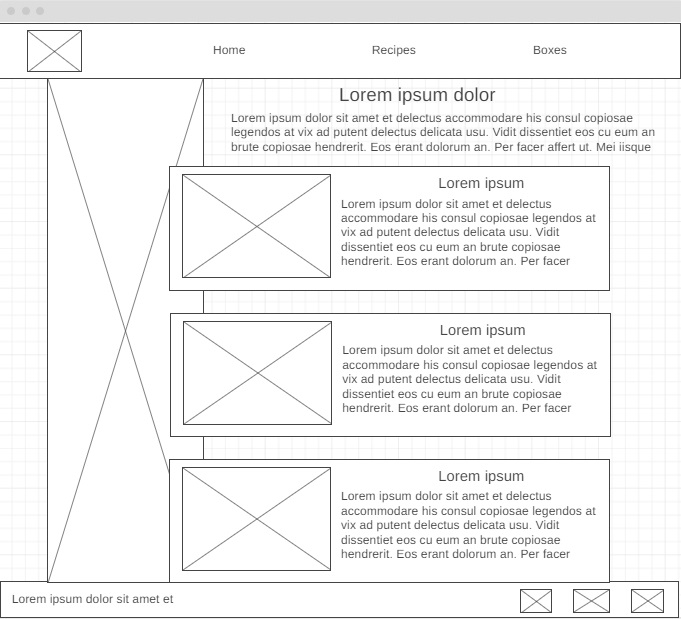 Home
Recipes
Boxes
Lorem ipsum dolor
Lorem ipsum dolor sit amet et delectus accommodare his consul copiosae
legendos at vix ad putent delectus delicata usu. Vidit dissentiet eos cu eum an
brute copiosae hendrerit. Eos erant dolorum an. Per facer affert ut. Mei iisque
Lorem ipsum
Lorem ipsum dolor sit amet et delectus
accommodare his consul copiosae legendos at
vix ad putent delectus delicata usu. Vidit
dissentiet eos cu eum an brute copiosae
hendrerit. Eos erant dolorum an. Per facer
Lorem ipsum
Lorem ipsum dolor sit amet et delectus
accommodare his consul copiosae legendos at
vix ad putent delectus delicata usu. Vidit
dissentiet eos cu eum an brute copiosae
hendrerit. Eos erant dolorum an. Per facer
Lorem ipsum
Lorem ipsum dolor sit amet et delectus
accommodare his consul copiosae legendos at
vix ad putent delectus delicata usu. Vidit
dissentiet eos cu eum an brute copiosae
hendrerit. Eos erant dolorum an. Per facer
Lorem ipsum dolor sit amet et